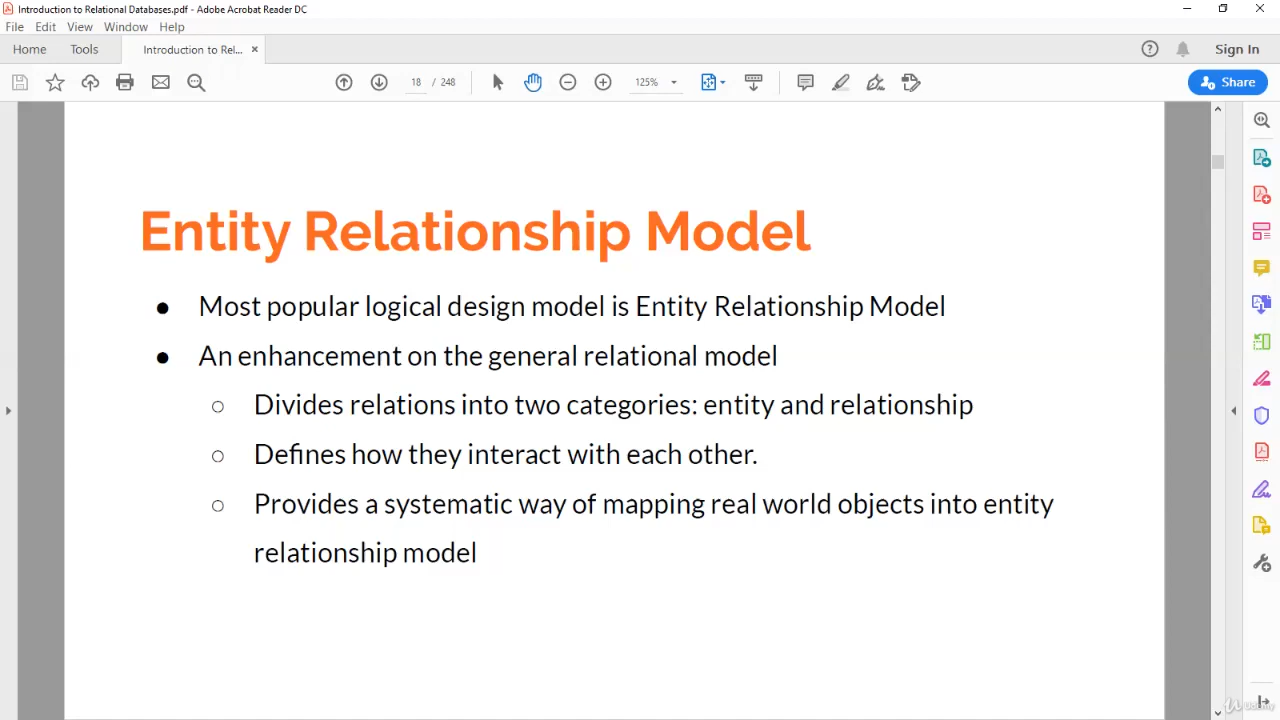 Introduction to Relational Databases.pdf - Adobe Acrobat Reader DC
File Edit View Window Help
Home Tools Introduction to Rel... × Sign In
18 / 248 125% Share
Entity Relationship Model
● Most popular logical design model is Entity Relationship Model
● An enhancement on the general relational model
○ Divides relations into two categories: entity and relationship
○ Defines how they interact with each other.
○ Provides a systematic way of mapping real world objects into entity
relationship model
Udemy